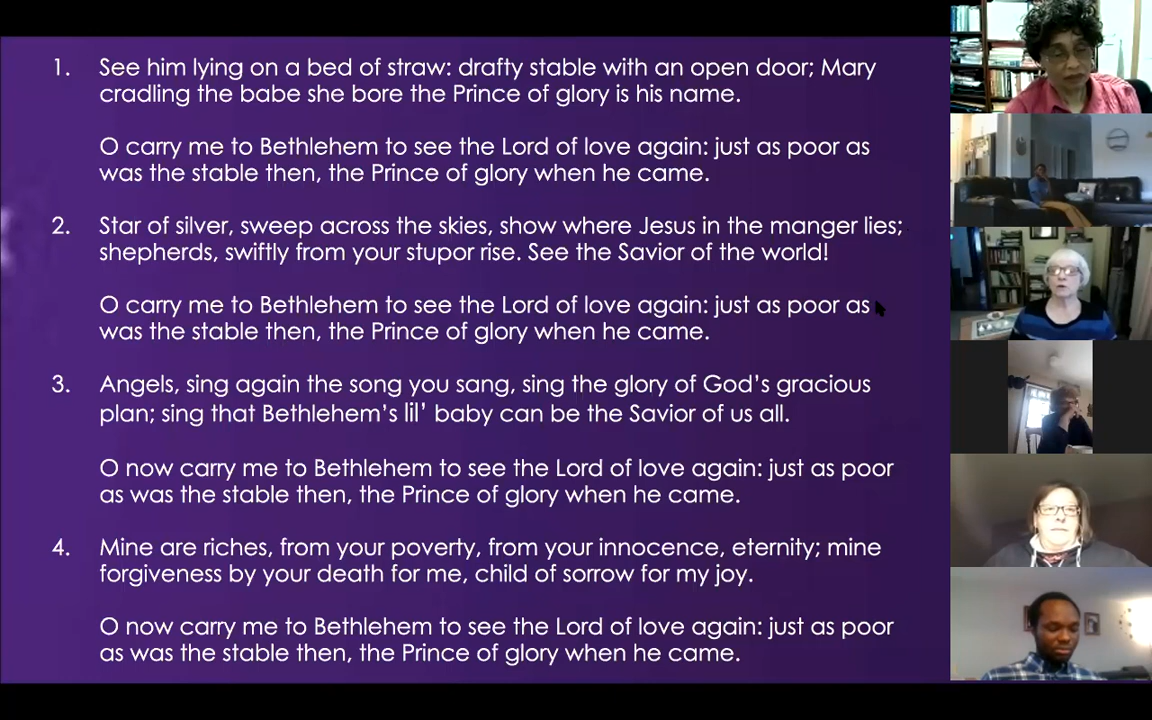 1. See him lying on a bed of straw: drafty stable with an open door; Mary
cradling the babe she bore the Prince of glory is his name.
O carry me to Bethlehem to see the Lord of love again: just as poor as
was the stable then, the Prince of glory when he came.
2. Star of silver, sweep across the skies, show where Jesus in the manger lies;
shepherds, swiftly from your stupor rise. See the Savior of the world!
O carry me to Bethlehem to see the Lord of love again: just as poor as
was the stable then, the Prince of glory when he came.
3. Angels, sing again the song you sang, sing the glory of God’s gracious
plan; sing that Bethlehem’s lil’ baby can be the Savior of us all.
O now carry me to Bethlehem to see the Lord of love again: just as poor
as was the stable then, the Prince of glory when he came.
4. Mine are riches, from your poverty, from your innocence, eternity; mine
forgiveness by your death for me, child of sorrow for my joy.
O now carry me to Bethlehem to see the Lord of love again: just as poor
as was the stable then, the Prince of glory when he came.